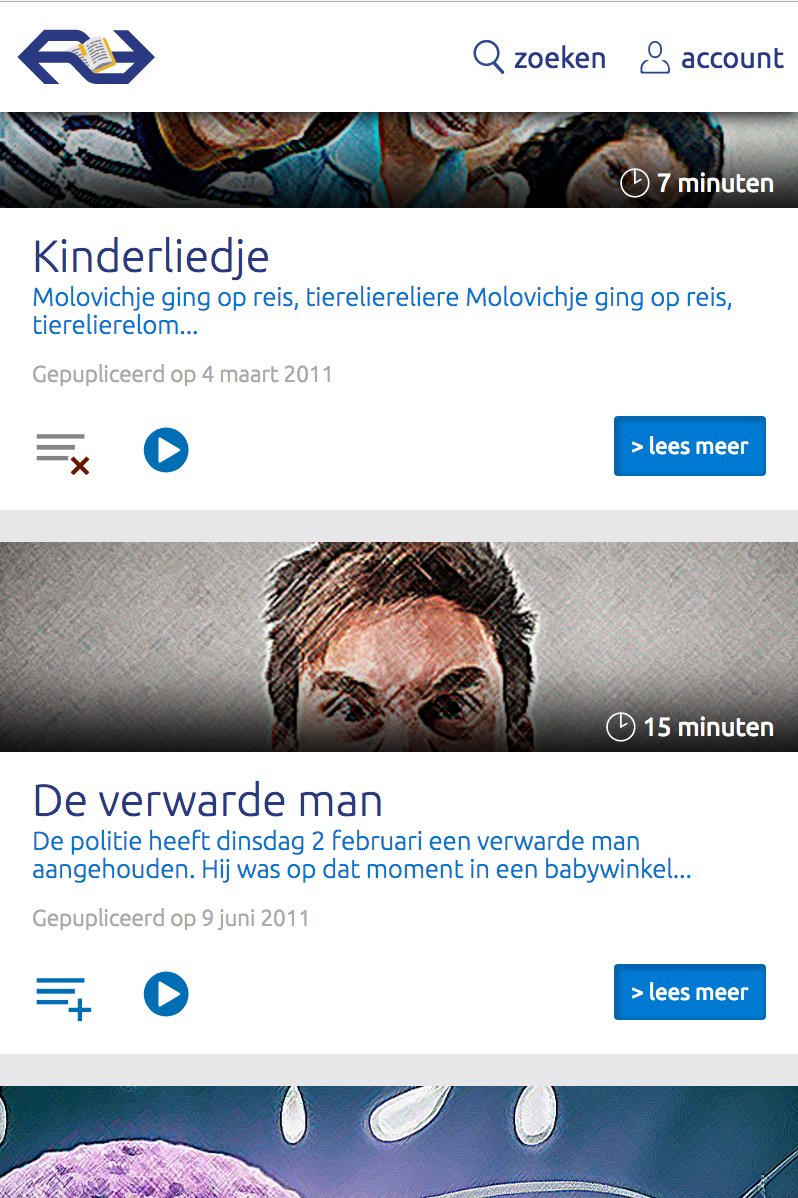 zoeken
account
7 minuten
Kinderliedje
Molovichje ging op reis, tiereliereliere Molovichje ging op reis,
tierelierelom...
Gepupliceerd op 4 maart 2011
> lees meer
15 minuten
De verwarde man
De politie heeft dinsdag 2 februari een verwarde man
aangehouden. Hij was op dat moment in een babywinkel...
Gepupliceerd op 9 juni 2011
> lees meer